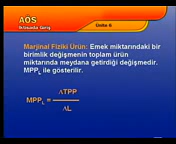 AOS
İktisada Giriş
Ünite 6
Marjinal Fiziki Ürün: Emek miktarındaki bir
birimlik değişmenin toplam ürün
miktarında meydana getirdiği değişmedir.
MPP_L ile gösterilir.
MPP_L = ΔTPP
ΔL